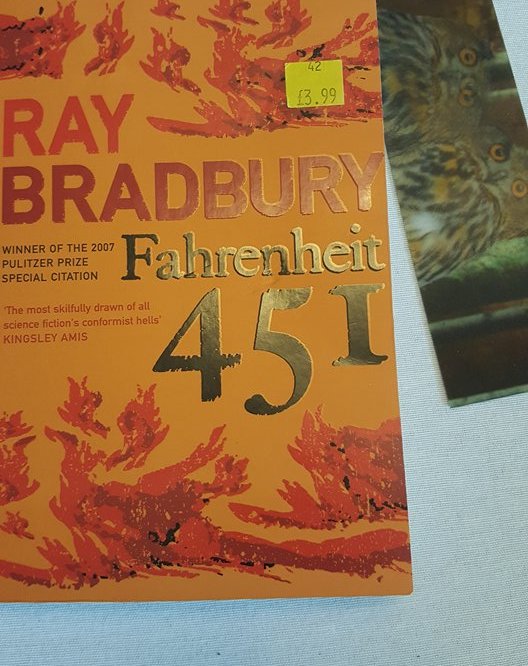 42
£3.99
RAY
BRADBURY
WINNER OF THE 2007
PULITZER PRIZE
SPECIAL CITATION
Fahrenheit
451
'The most skilfully drawn of all
science fiction's conformist hells'
KINGSLEY AMIS